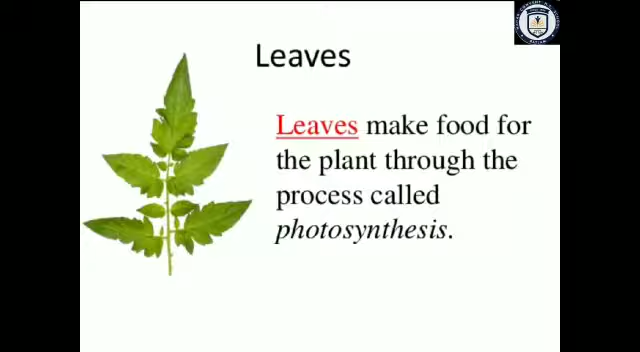 Leaves
Leaves make food for
the plant through the
process called
photosynthesis.